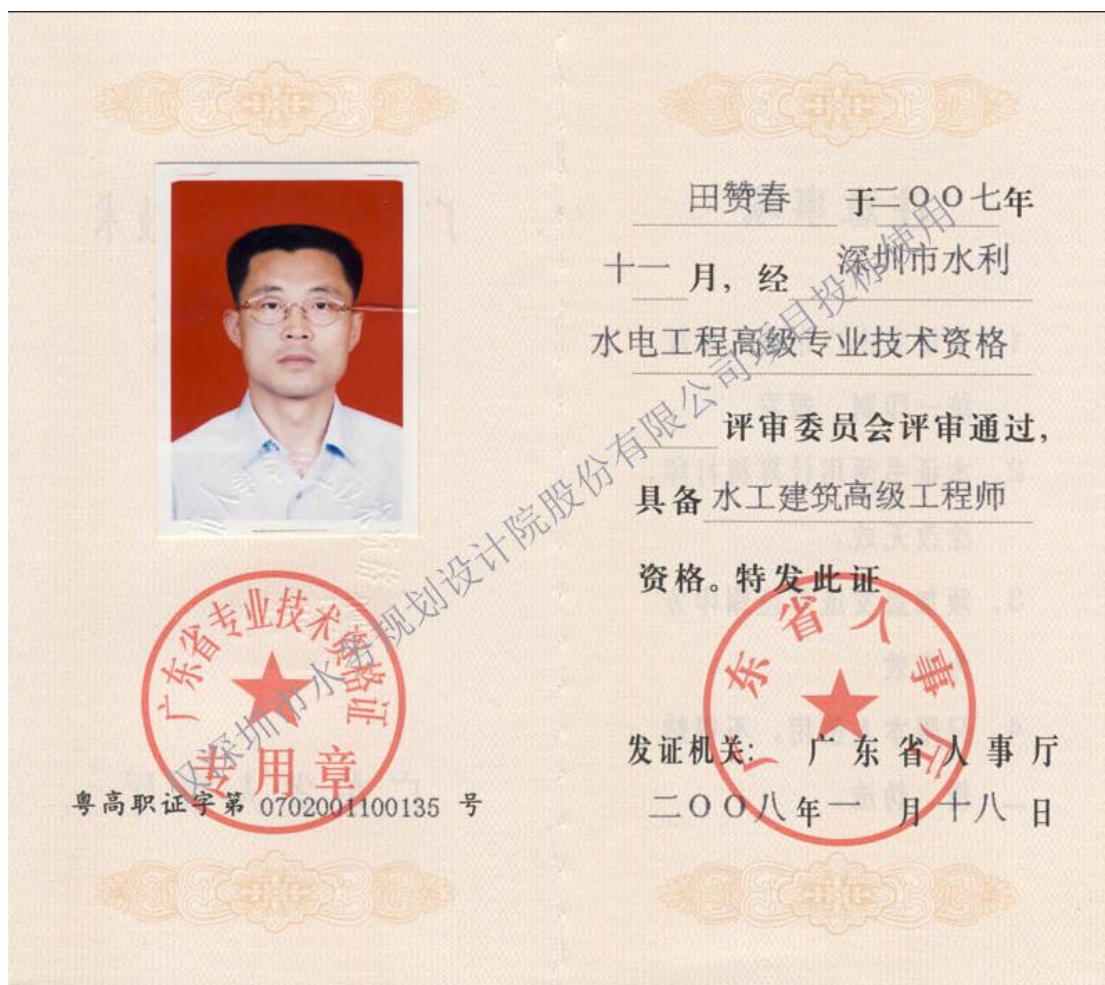 广东省专业技术资格证
专用章
粤高职证字第 0702001100135 号
田赞春 于二〇〇七年
十一月，经 深圳市水利
水电工程高级专业技术资格
评审委员会评审通过，
具备 水工建筑高级工程师
资格。特发此证
广东省人事厅
发证机关：广东省人事厅
二〇〇八年一月十八日
仅深圳市水务规划设计院股份有限公司项目投标使用